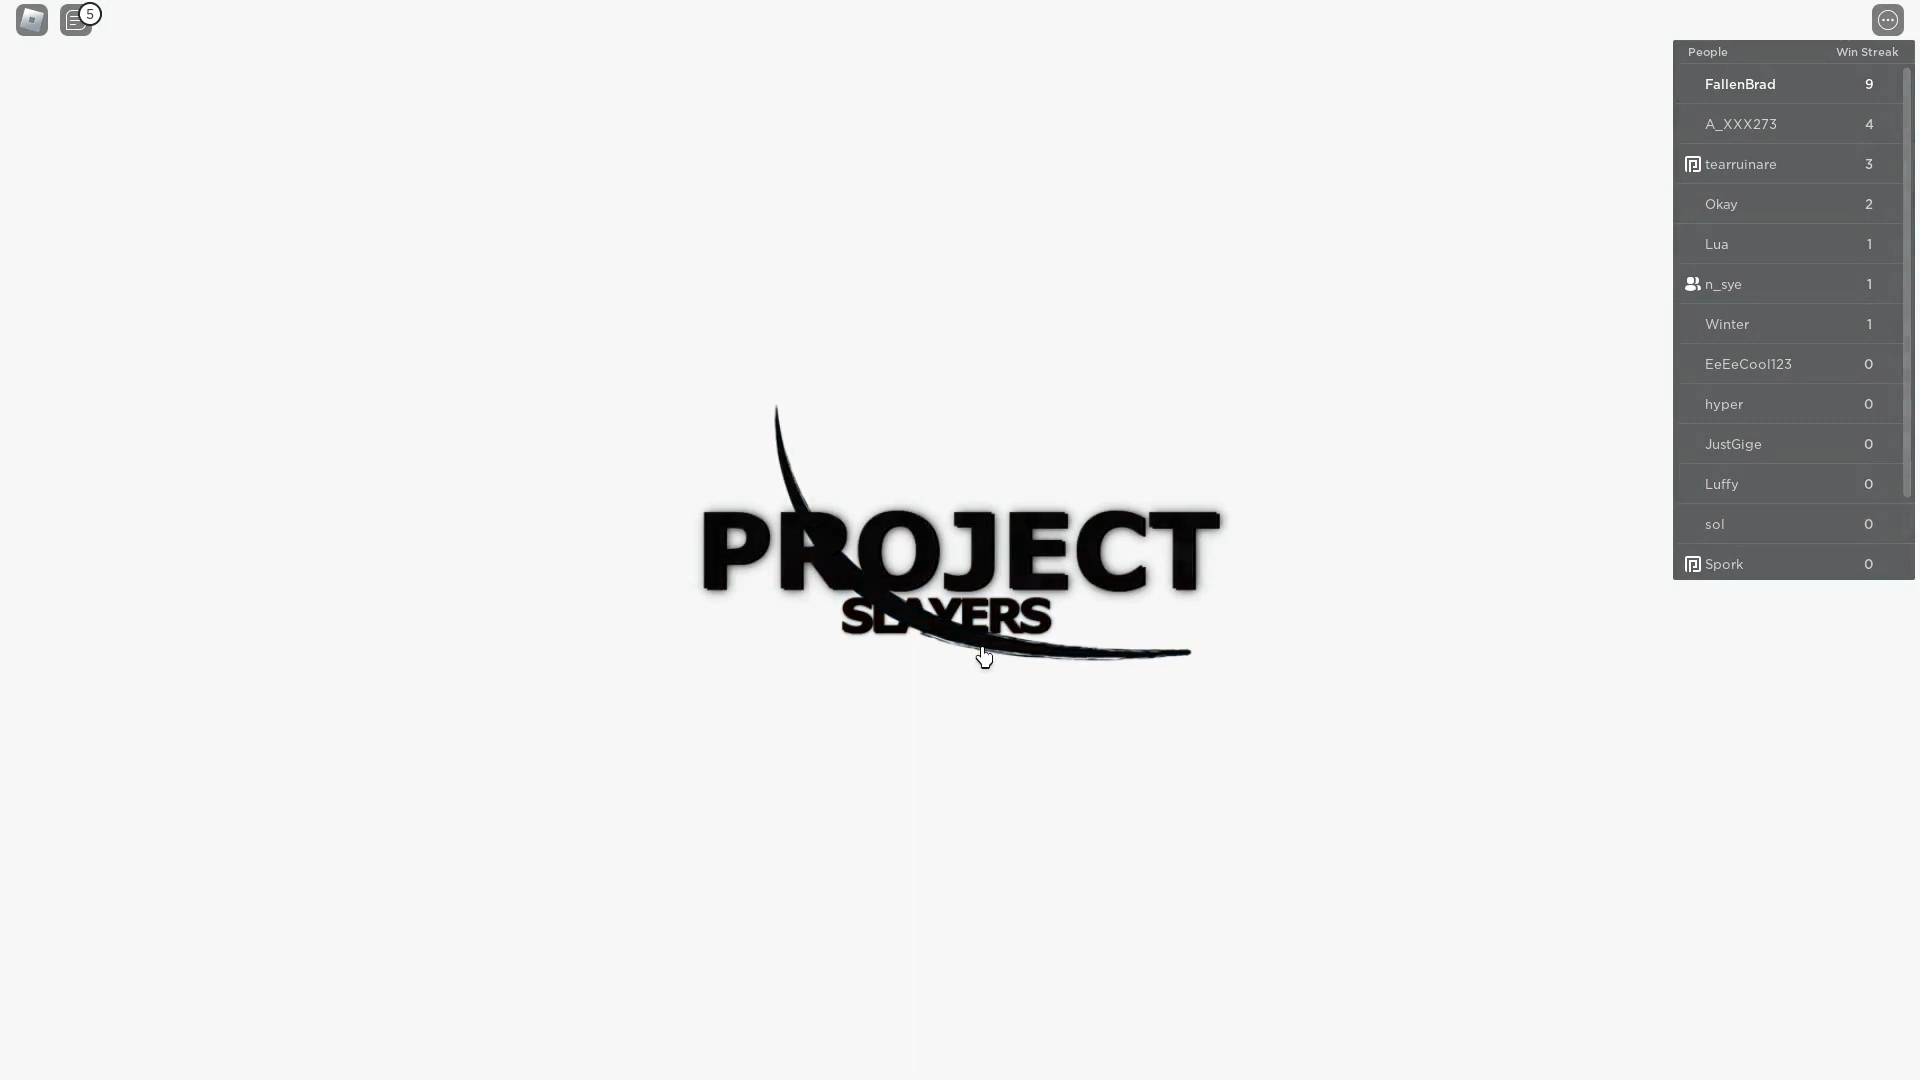 5
People Win Streak
FallenBrad 9
A_XXX273 4
tearruinare 3
Okay 2
Lua 1
n_sye 1
Winter 1
EeEeCool123 0
hyper 0
JustGige 0
Luffy 0
sol 0
Spork 0
PROJECT
SLAYERS